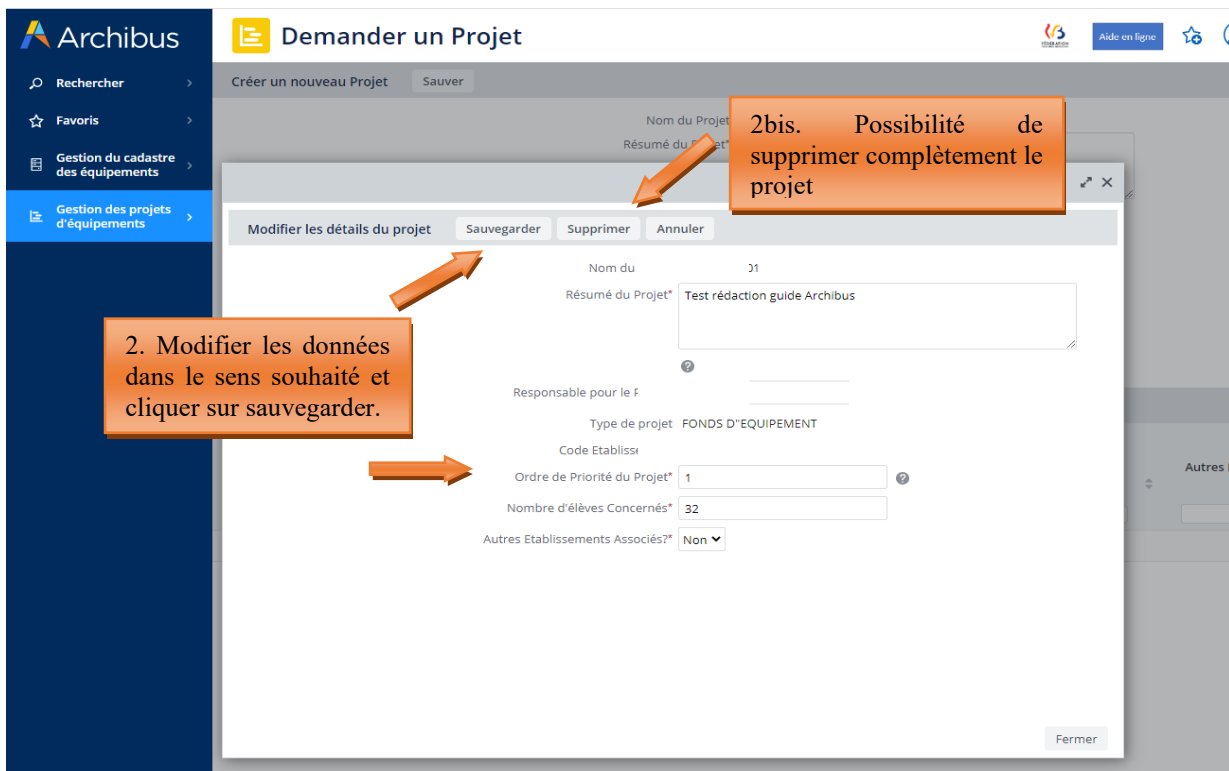 Archibus
Demander un Projet
Aide en ligne
Rechercher
Favoris
Gestion du cadastre
des équipements
Gestion des projets
d'équipements
Créer un nouveau Projet Sauver
Nom du Projet
Résumé du
2bis. Possibilité de
supprimer complètement le
projet
Modifier les détails du projet Sauvegarder Supprimer Annuler
Nom du 01
Résumé du Projet* Test rédaction guide Archibus
2. Modifier les données
dans le sens souhaité et
cliquer sur sauvegarder.
Responsable pour le
Type de projet FONDS D"EQUIPEMENT
Code Etablisse
Ordre de Priorité du Projet* 1
Nombre d'élèves Concernés* 32
Autres Etablissements Associés?* Non
Autres
Fermer